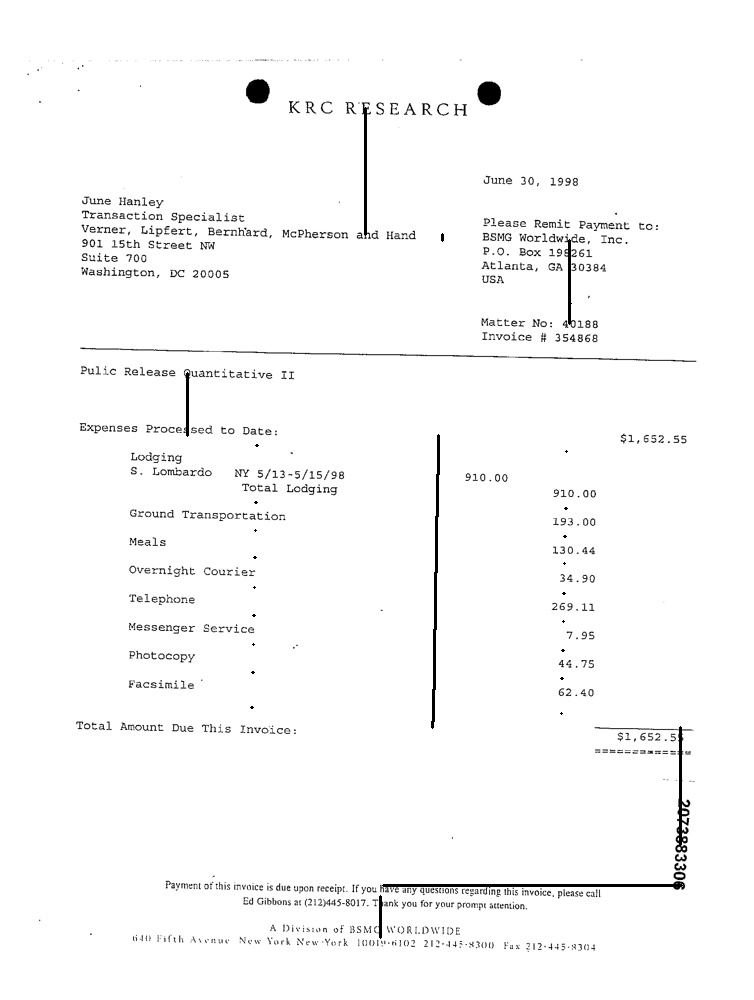 KRC RESEARCH
June 30, 1998
June Hanley
Transaction Specialist
Verner, Lipfert, Bernhard, McPherson and Hand
901 15th Street NW
Suite 700
Washington, DC 20005
Please Remit Payment to:
BSMG Worldwide, Inc.
P.O. Box 198261
Atlanta, GA 30384
USA
Matter No: 40188
Invoice # 354868
Pulic Release Quantitative II
Expenses Processed to Date: $1,652.55
Lodging
S. Lombardo NY 5/13-5/15/98 910.00
Total Lodging 910.00
Ground Transportation 193.00
Meals 130.44
Overnight Courier 34.90
Telephone 269.11
Messenger Service 7.95
Photocopy 44.75
Facsimile 62.40
Total Amount Due This Invoice: $1,652.55
2073883306
Payment of this invoice is due upon receipt. If you have any questions regarding this invoice, please call
Ed Gibbons at (212)445-8017. Thank you for your prompt attention.
A Division of BSMG WORLDWIDE
640 Fifth Avenue New York New York 10019-6102 212-445-8300 Fax 212-445-8304